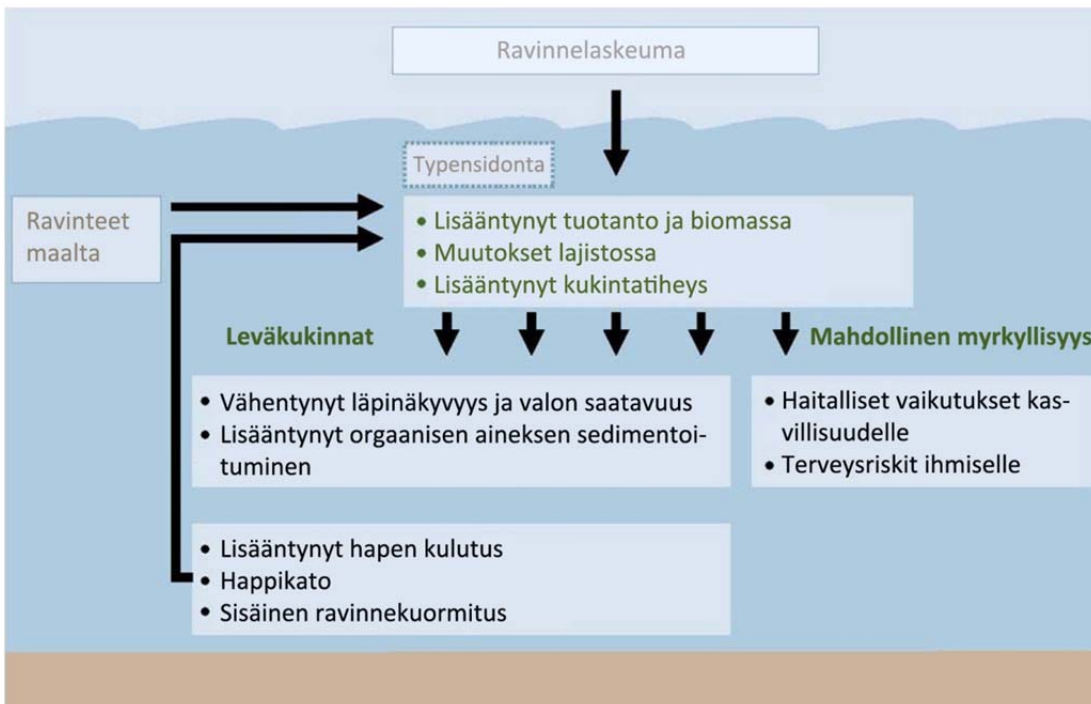 Ravinnelaskeuma
Typensidonta
Ravinteet
maalta
• Lisääntynyt tuotanto ja biomassa
• Muutokset lajistossa
• Lisääntynyt kukintatiheys
Leväkukinnat
Mahdollinen myrkyllisyys
• Vähentynyt läpinäkyvyys ja valon saatavuus
• Lisääntynyt orgaanisen aineksen sedimentoi-
tuminen
• Haitalliset vaikutukset kas-
villisuudelle
• Terveysriskit ihmiselle
• Lisääntynyt hapen kulutus
• Happikato
• Sisäinen ravinnekuormitus